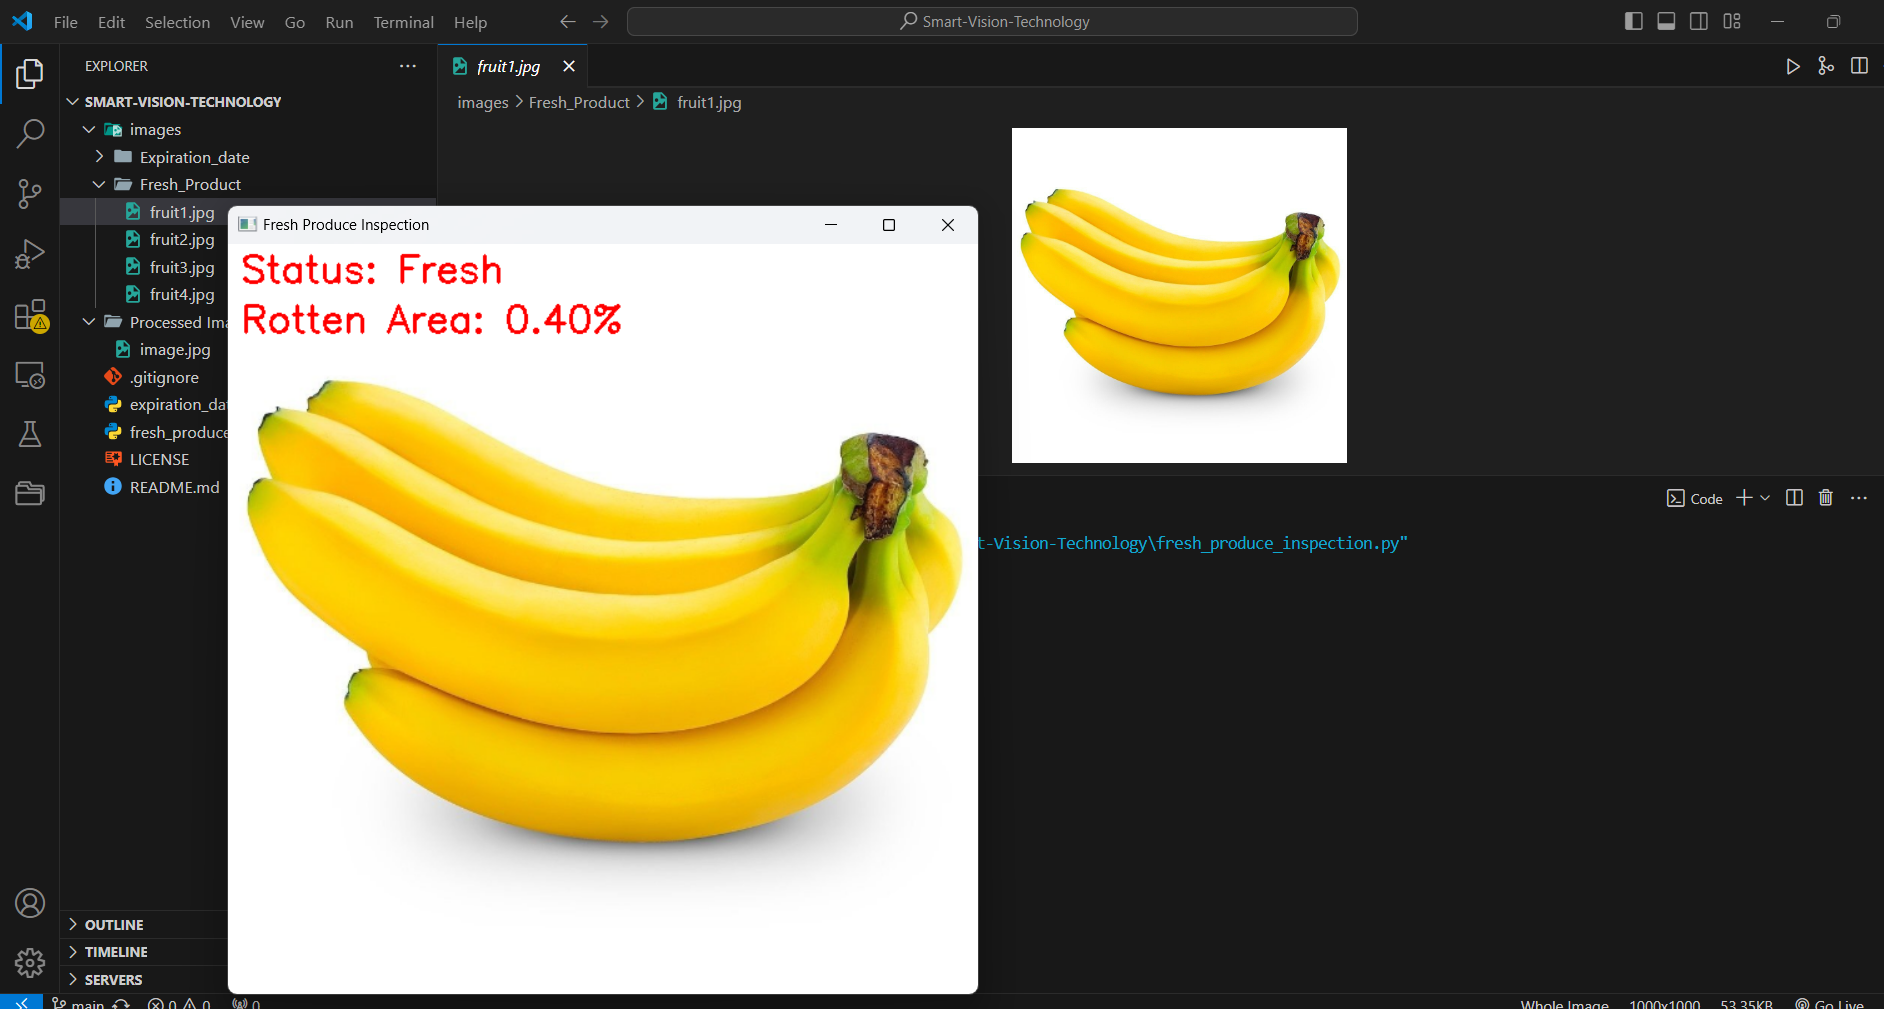 File Edit Selection View Go Run Terminal Help
Smart-Vision-Technology
EXPLORER
SMART-VISION-TECHNOLOGY
images
Expiration_date
Fresh_Product
fruit1.jpg
fruit2.jpg
fruit3.jpg
fruit4.jpg
Processed Ima
image.jpg
.gitignore
expiration_dat
fresh_produce
LICENSE
README.md
OUTLINE
TIMELINE
SERVERS
fruit1.jpg
images > Fresh_Product > fruit1.jpg
Fresh Produce Inspection
Status: Fresh
Rotten Area: 0.40%
Code
t-Vision-Technology\fresh_produce_inspection.py"
main 0 0 0
Whole Image 1000x1000 53.35KB Go Live